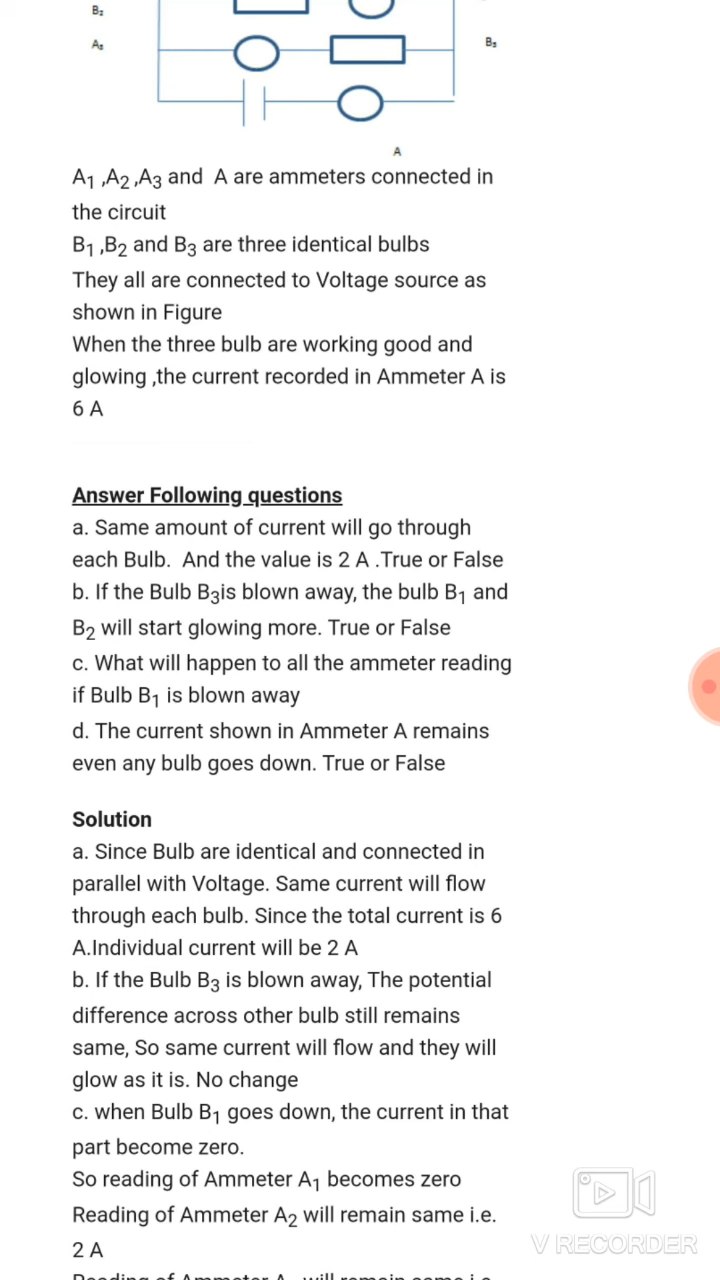 B₂
A₃
B₃
A
A₁ ,A₂ ,A₃ and A are ammeters connected in
the circuit
B₁ ,B₂ and B₃ are three identical bulbs
They all are connected to Voltage source as
shown in Figure
When the three bulb are working good and
glowing ,the current recorded in Ammeter A is
6 A
Answer Following questions
a. Same amount of current will go through
each Bulb. And the value is 2 A .True or False
b. If the Bulb B₃is blown away, the bulb B₁ and
B₂ will start glowing more. True or False
c. What will happen to all the ammeter reading
if Bulb B₁ is blown away
d. The current shown in Ammeter A remains
even any bulb goes down. True or False
Solution
a. Since Bulb are identical and connected in
parallel with Voltage. Same current will flow
through each bulb. Since the total current is 6
A.Individual current will be 2 A
b. If the Bulb B₃ is blown away, The potential
difference across other bulb still remains
same, So same current will flow and they will
glow as it is. No change
c. when Bulb B₁ goes down, the current in that
part become zero.
So reading of Ammeter A₁ becomes zero
Reading of Ammeter A₂ will remain same i.e.
2 A
V RECORDER